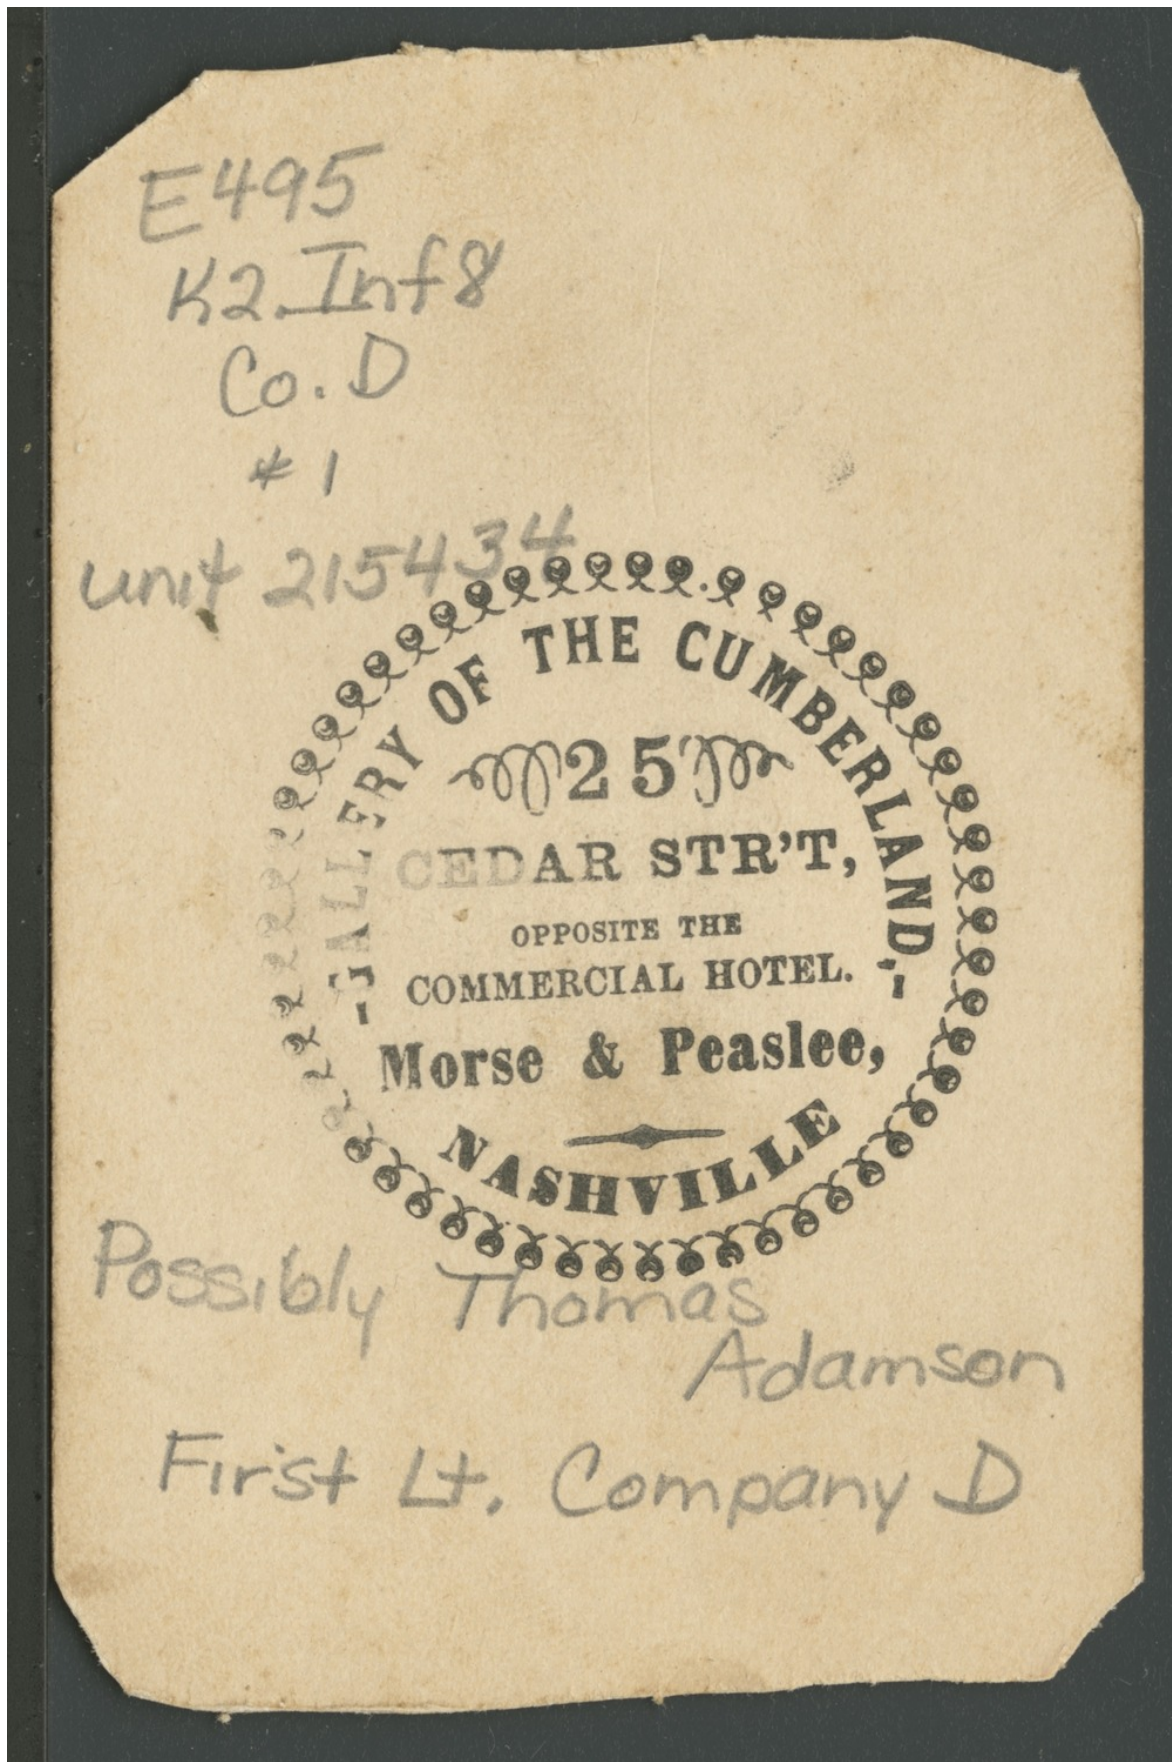 E495
K2.Inf8
Co. D
# 1
unit 215434
-GALLERY OF THE CUMBERLAND,-
25
CEDAR STR'T,
OPPOSITE THE
COMMERCIAL HOTEL.
Morse & Peaslee,
NASHVILLE
Possibly Thomas
Adamson
First Lt. Company D